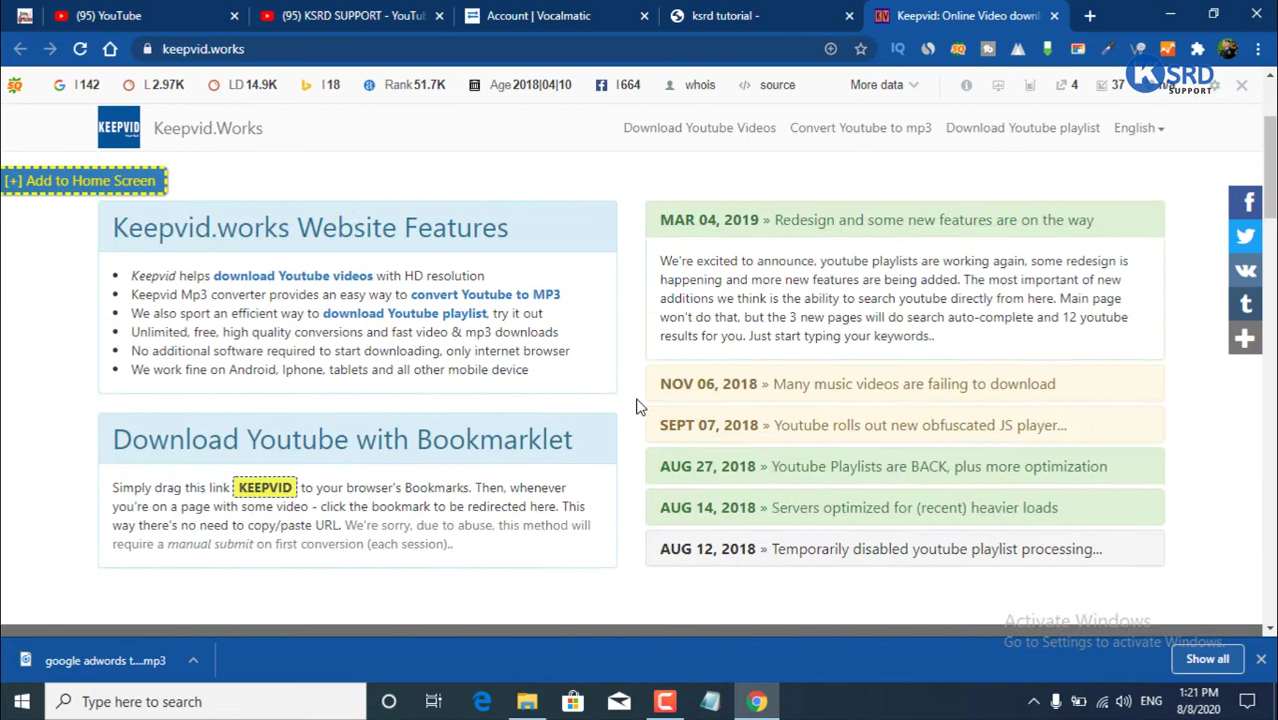 (95) YouTube
(95) KSRD SUPPORT - YouTu
Account | Vocalmatic
ksrd tutorial -
Keepvid: Online Video down
keepvid.works
I 142
L 2.97K
LD 14.9K
I 18
Rank 51.7K
Age 2018|04|10
I 664
whois
source
More data
4
37
n/a
KSRD
SUPPORT
KEEPVID
Keepvid.Works
Download Youtube Videos
Convert Youtube to mp3
Download Youtube playlist
English
[+] Add to Home Screen
Keepvid.works Website Features
Keepvid helps download Youtube videos with HD resolution
Keepvid Mp3 converter provides an easy way to convert Youtube to MP3
We also sport an efficient way to download Youtube playlist, try it out
Unlimited, free, high quality conversions and fast video & mp3 downloads
No additional software required to start downloading, only internet browser
We work fine on Android, Iphone, tablets and all other mobile device
Download Youtube with Bookmarklet
Simply drag this link KEEPVID to your browser's Bookmarks. Then, whenever
you're on a page with some video - click the bookmark to be redirected here. This
way there's no need to copy/paste URL. We're sorry, due to abuse, this method will
require a manual submit on first conversion (each session)..
MAR 04, 2019 » Redesign and some new features are on the way
We're excited to announce, youtube playlists are working again, some redesign is
happening and more new features are being added. The most important of new
additions we think is the ability to search youtube directly from here. Main page
won't do that, but the 3 new pages will do search auto-complete and 12 youtube
results for you. Just start typing your keywords..
NOV 06, 2018 » Many music videos are failing to download
SEPT 07, 2018 » Youtube rolls out new obfuscated JS player...
AUG 27, 2018 » Youtube Playlists are BACK, plus more optimization
AUG 14, 2018 » Servers optimized for (recent) heavier loads
AUG 12, 2018 » Temporarily disabled youtube playlist processing...
Activate Windows
Go to Settings to activate Windows.
google adwords t....mp3
Show all
Type here to search
ENG
1:21 PM
8/8/2020